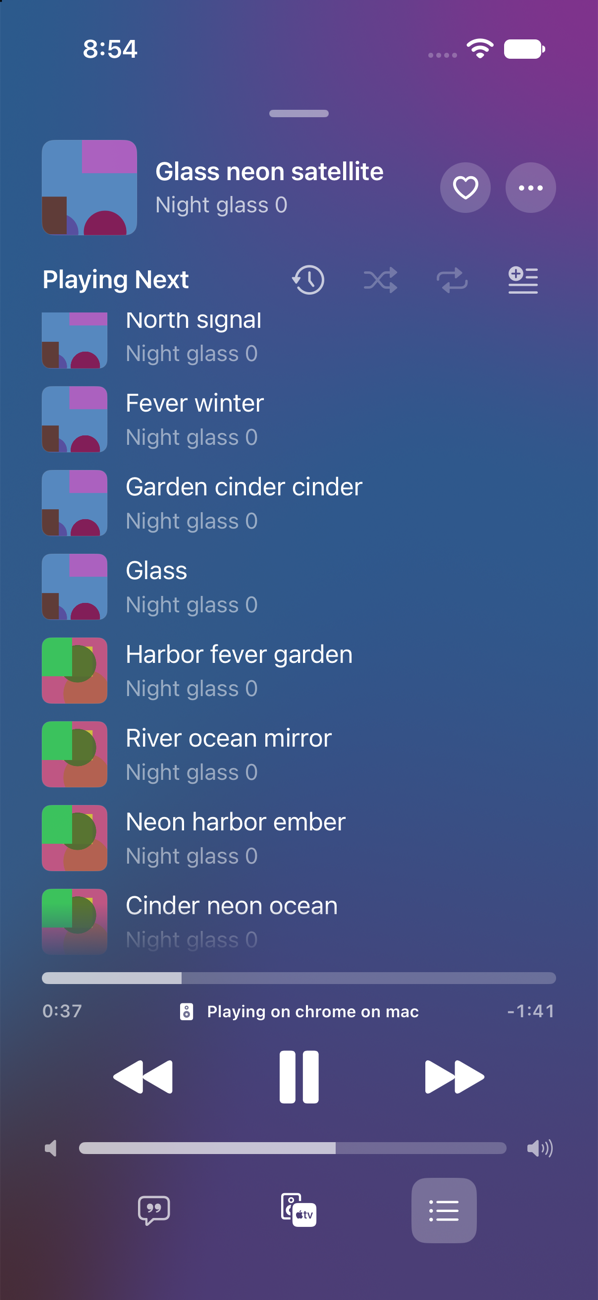 8:54
Glass neon satellite
Night glass 0
Playing Next
North signal
Night glass 0
Fever winter
Night glass 0
Garden cinder cinder
Night glass 0
Glass
Night glass 0
Harbor fever garden
Night glass 0
River ocean mirror
Night glass 0
Neon harbor ember
Night glass 0
Cinder neon ocean
Night glass 0
0:37
Playing on chrome on mac
-1:41
tv